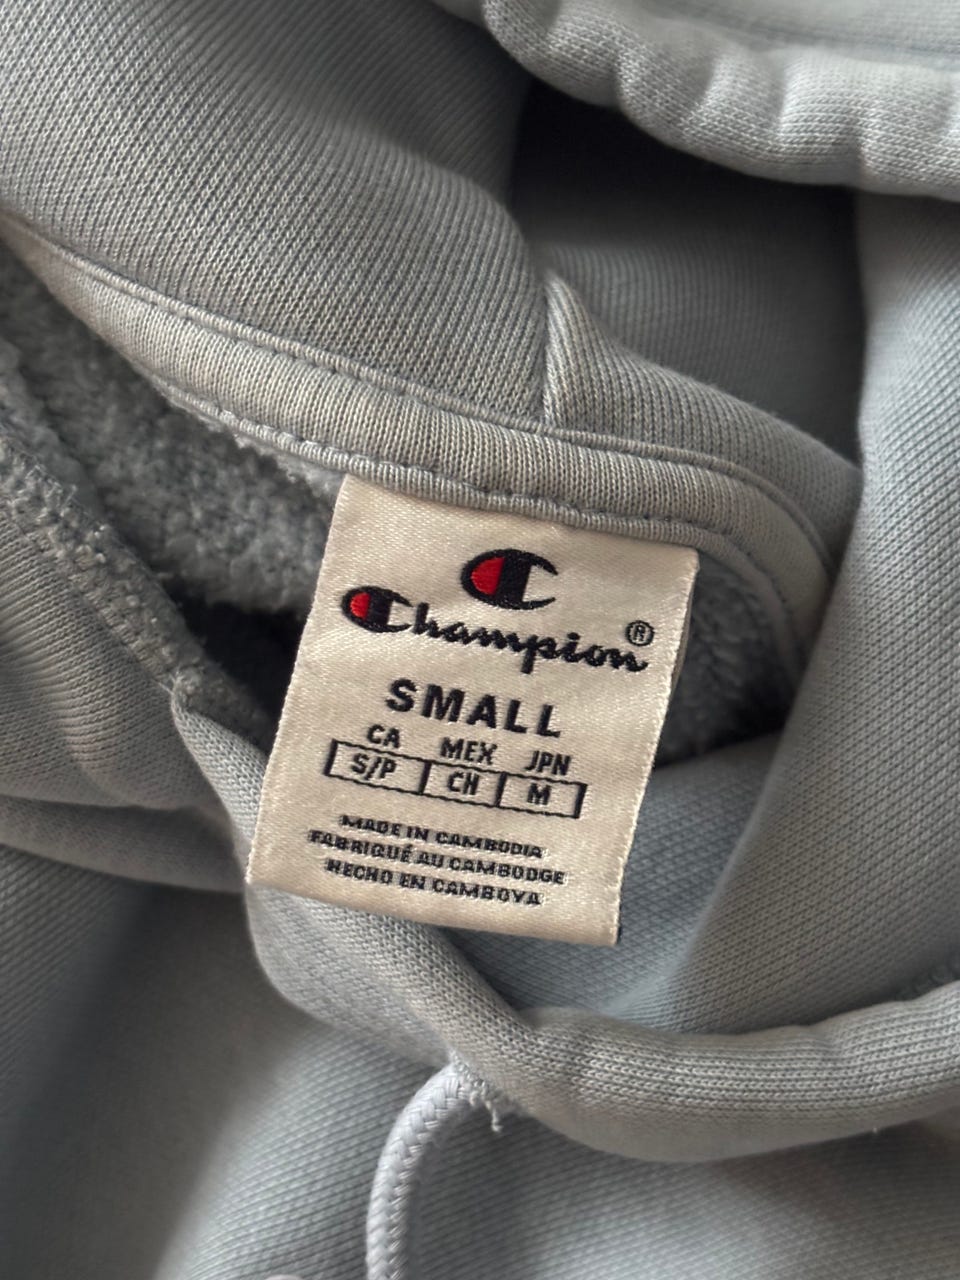 Champion®
SMALL
CA MEX JPN
S/P CH M
MADE IN CAMBODIA
FABRIQUÉ AU CAMBODGE
HECHO EN CAMBOYA